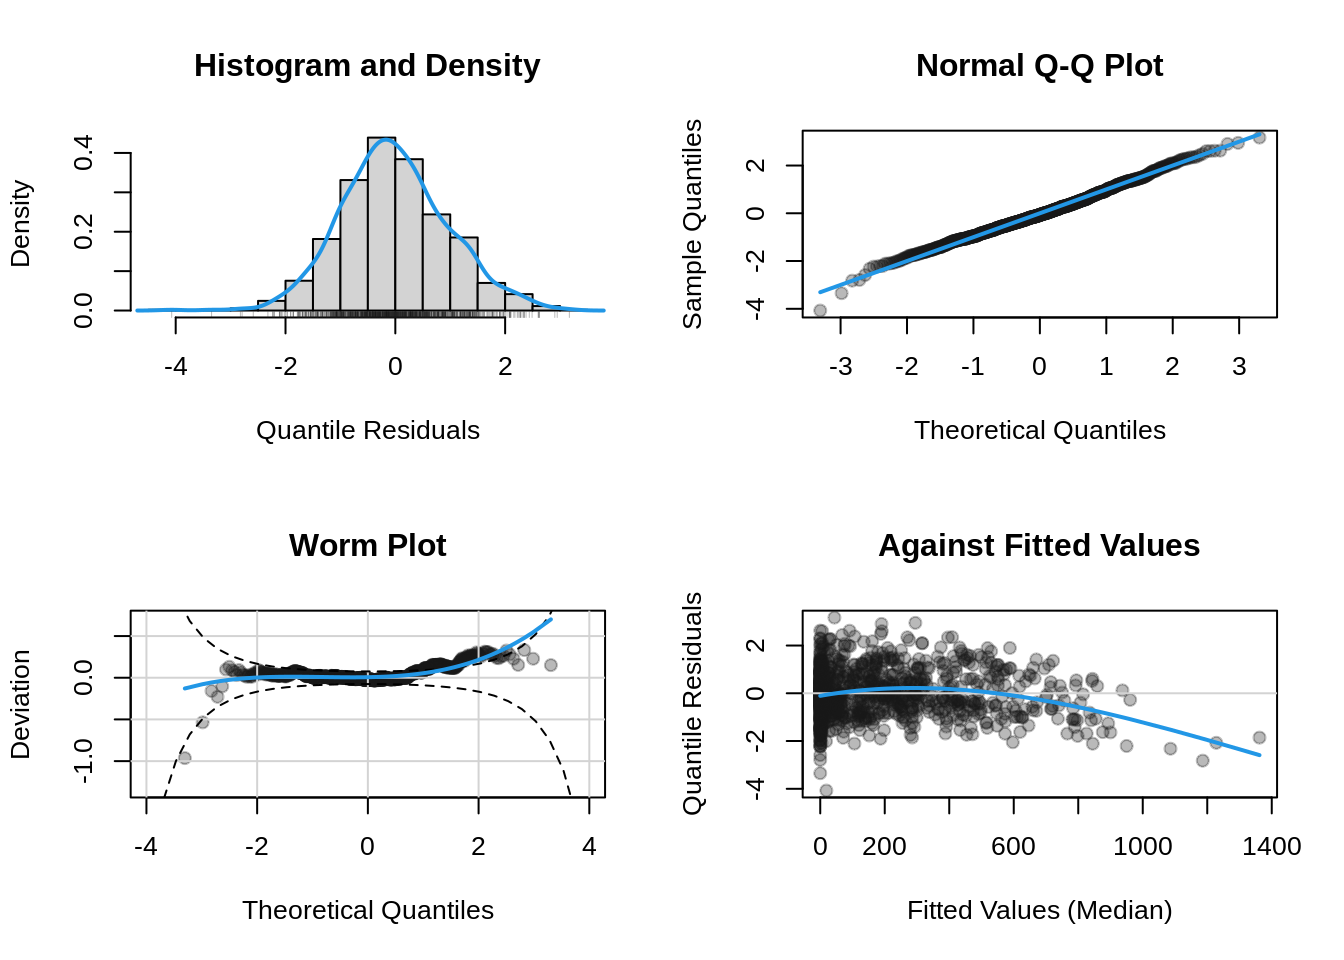 Histogram and Density
Density
0.0 0.2 0.4
-4 -2 0 2
Quantile Residuals
Normal Q-Q Plot
Sample Quantiles
-4 -2 0 2
-3 -2 -1 0 1 2 3
Theoretical Quantiles
Worm Plot
Deviation
-1.0 0.0
-4 -2 0 2 4
Theoretical Quantiles
Against Fitted Values
Quantile Residuals
-4 -2 0 2
0 200 600 1000 1400
Fitted Values (Median)